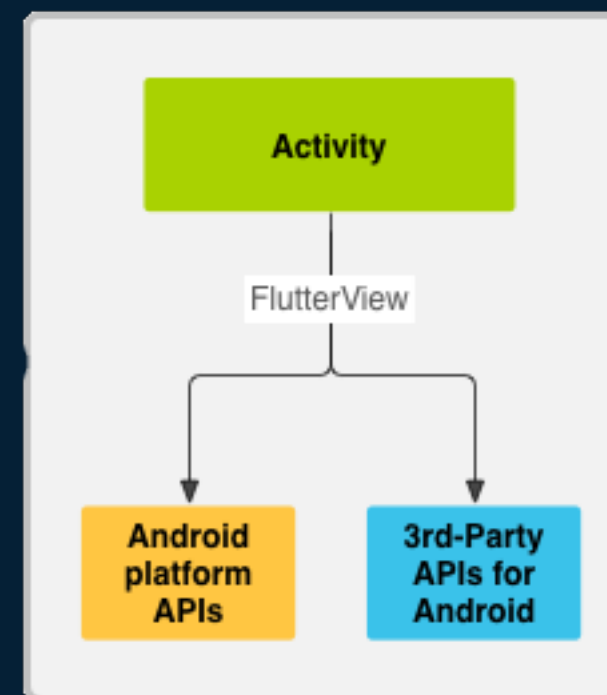 Activity
FlutterView
Android
platform
APIs
3rd-Party
APIs for
Android